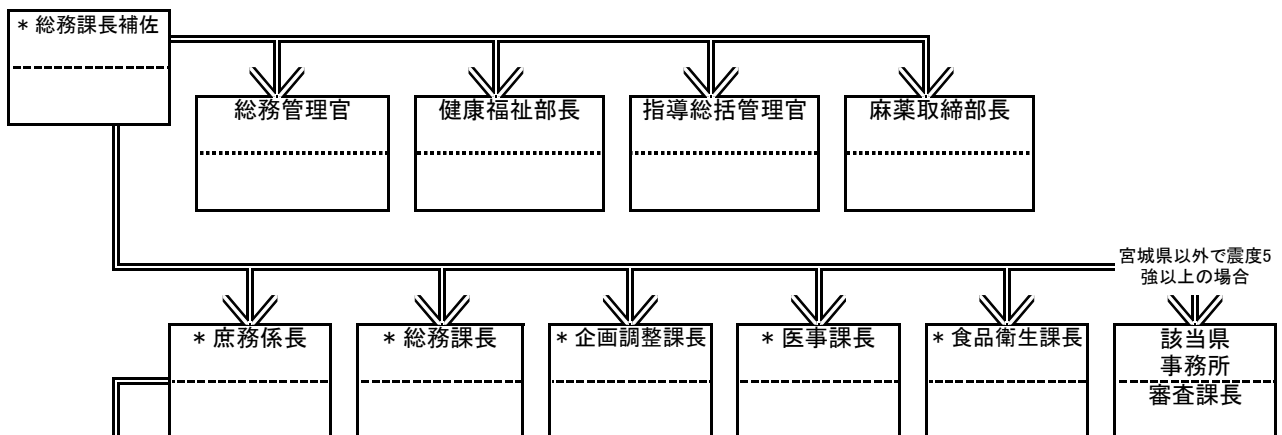 * 総務課長補佐
総務管理官
健康福祉部長
指導総括管理官
麻薬取締部長
宮城県以外で震度5
強以上の場合
* 庶務係長
* 総務課長
* 企画調整課長
* 医事課長
* 食品衛生課長
該当県
事務所
審査課長